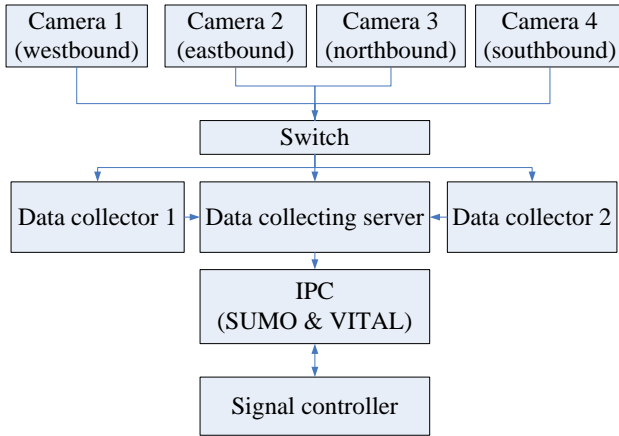 Camera 1
(westbound)
Camera 2
(eastbound)
Camera 3
(northbound)
Camera 4
(southbound)
Switch
Data collector 1
Data collecting server
Data collector 2
IPC
(SUMO & VITAL)
Signal controller